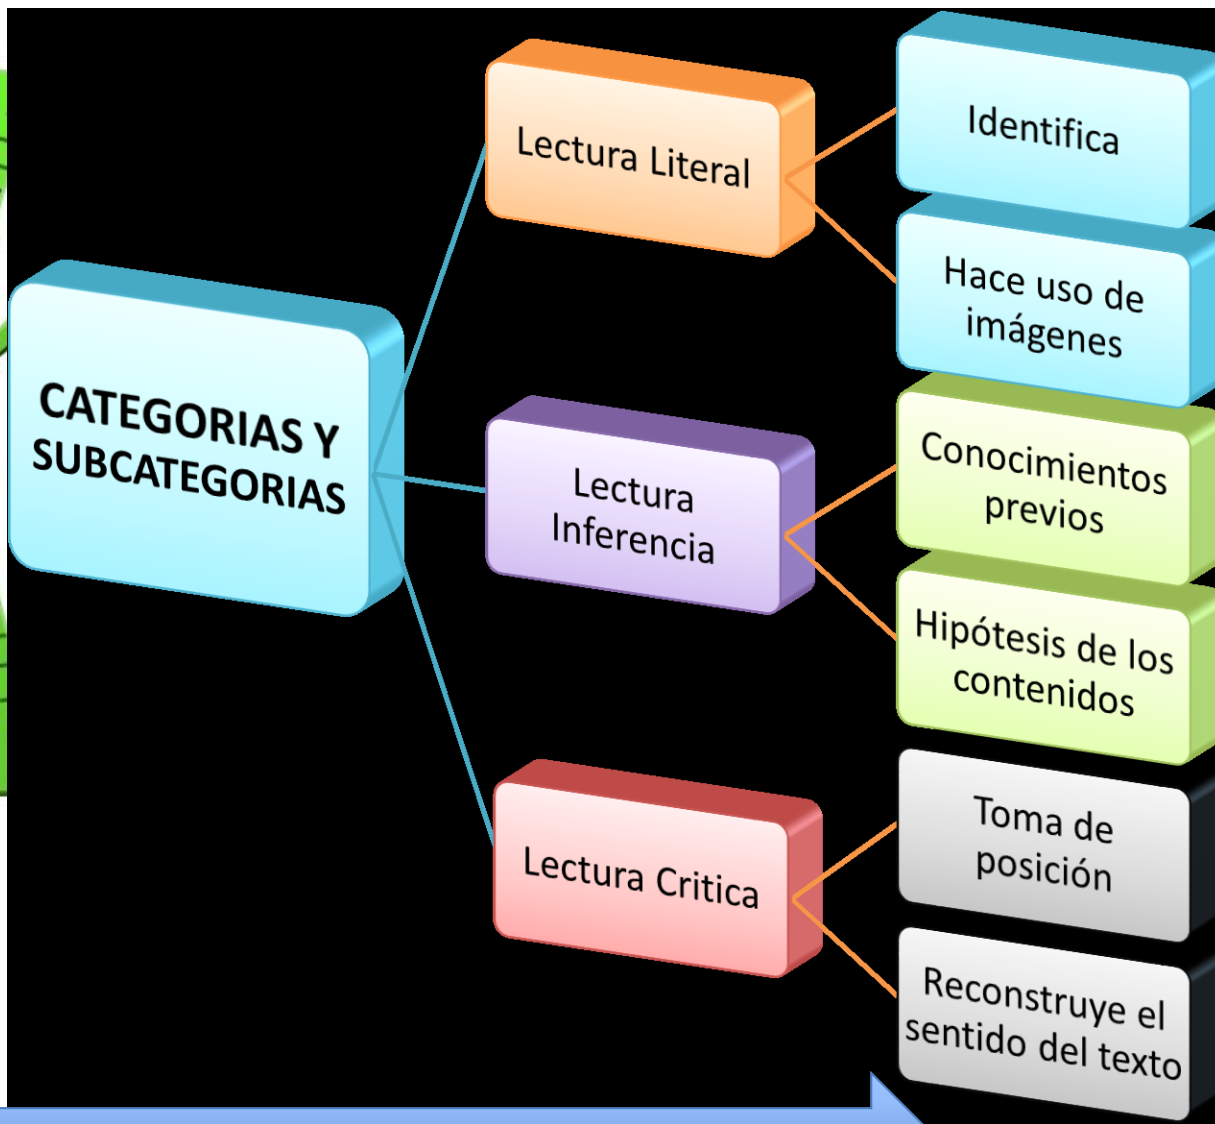 CATEGORIAS Y
SUBCATEGORIAS
Lectura Literal
Identifica
Hace uso de
imágenes
Lectura
Inferencia
Conocimientos
previos
Hipótesis de los
contenidos
Lectura Critica
Toma de
posición
Reconstruye el
sentido del texto